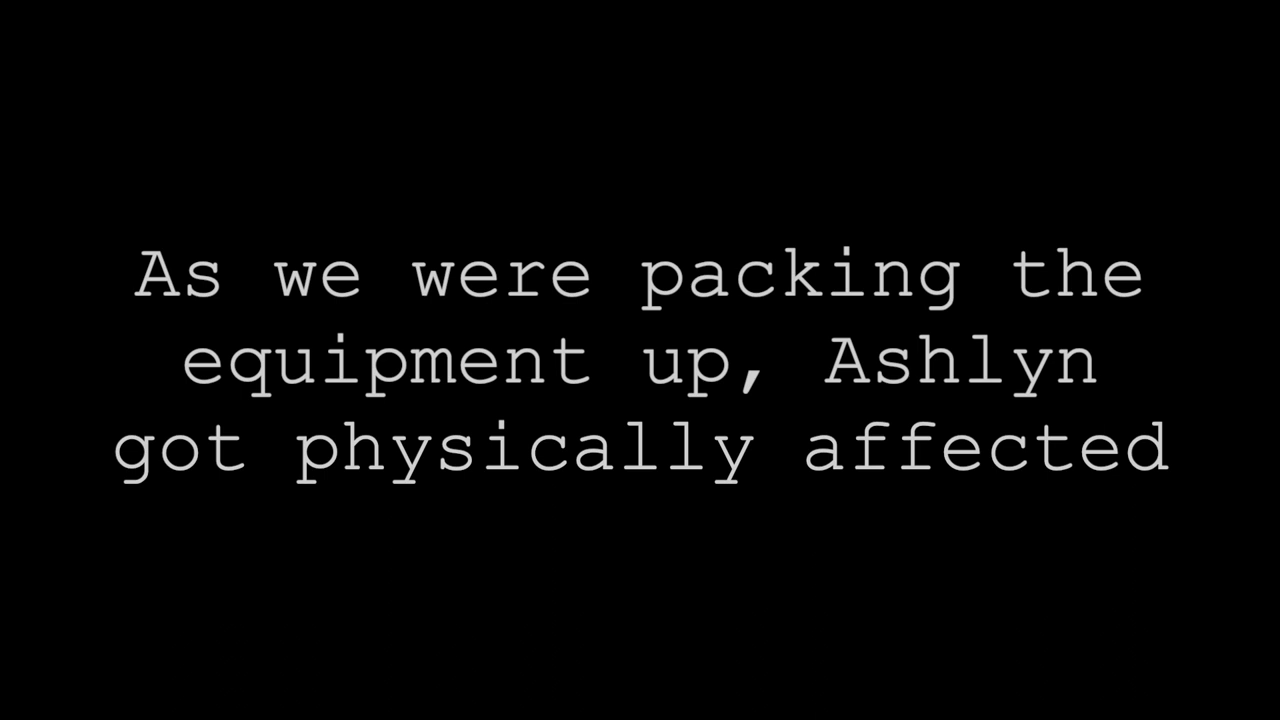 As we were packing the
equipment up, Ashlyn
got physically affected